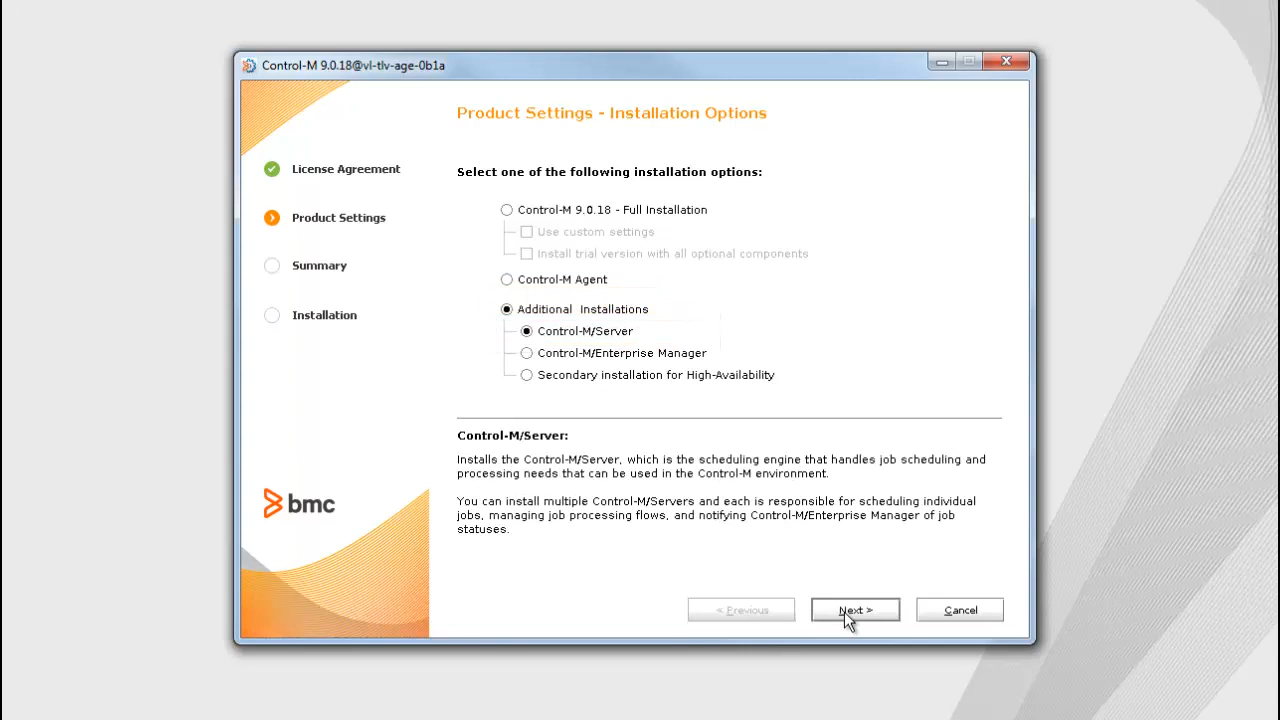 Control-M 9.0.18@vl-tlv-age-0b1a
Product Settings - Installation Options
License Agreement
Product Settings
Summary
Installation
Select one of the following installation options:
Control-M 9.0.18 - Full Installation
Use custom settings
Install trial version with all optional components
Control-M Agent
Additional Installations
Control-M/Server
Control-M/Enterprise Manager
Secondary installation for High-Availability
Control-M/Server:
Installs the Control-M/Server, which is the scheduling engine that handles job scheduling and
processing needs that can be used in the Control-M environment.
You can install multiple Control-M/Servers and each is responsible for scheduling individual
jobs, managing job processing flows, and notifying Control-M/Enterprise Manager of job
statuses.
bmc
< Previous
Next >
Cancel